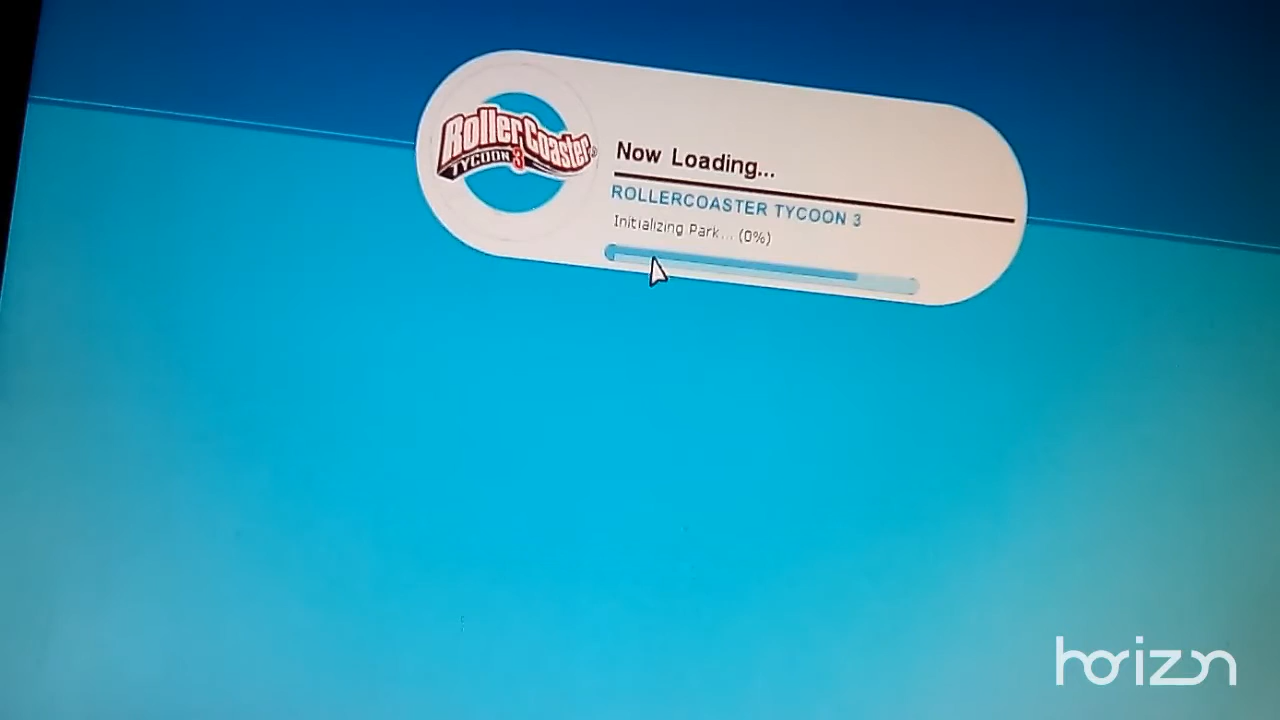 RollerCoaster®
TYCOON 3
Now Loading...
ROLLERCOASTER TYCOON 3
Initializing Park... (0%)
horizon